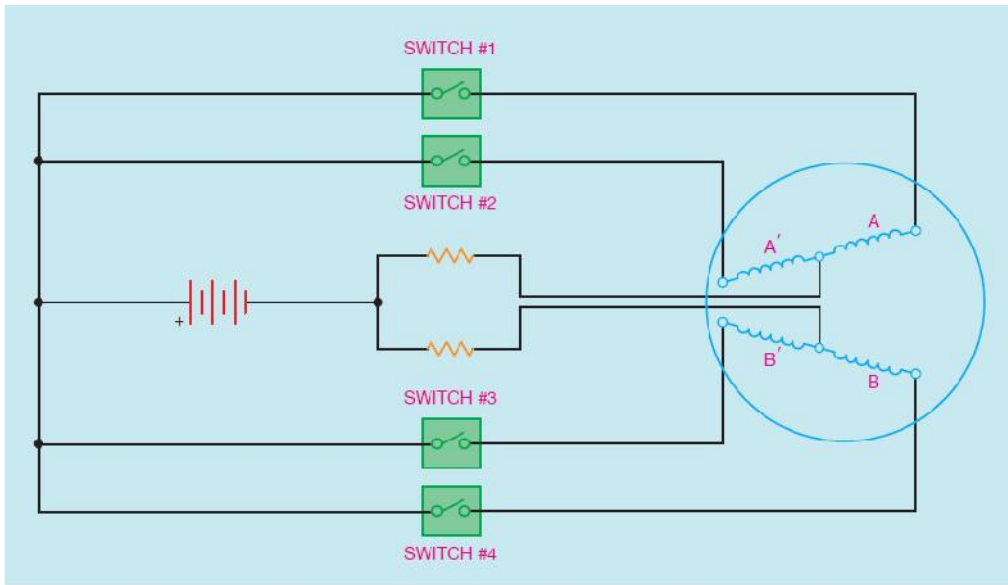 SWITCH #1
SWITCH #2
A′
A
+
B′
B
SWITCH #3
SWITCH #4